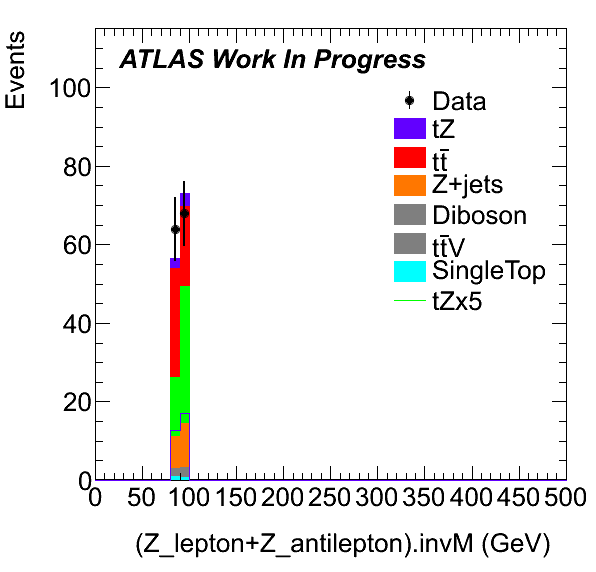 Events
ATLAS Work In Progress
Data
tZ
tt̄
Z+jets
Diboson
tt̄V
SingleTop
tZx5
100
80
60
40
20
0
0 50 100 150 200 250 300 350 400 450 500
(Z_lepton+Z_antilepton).invM (GeV)